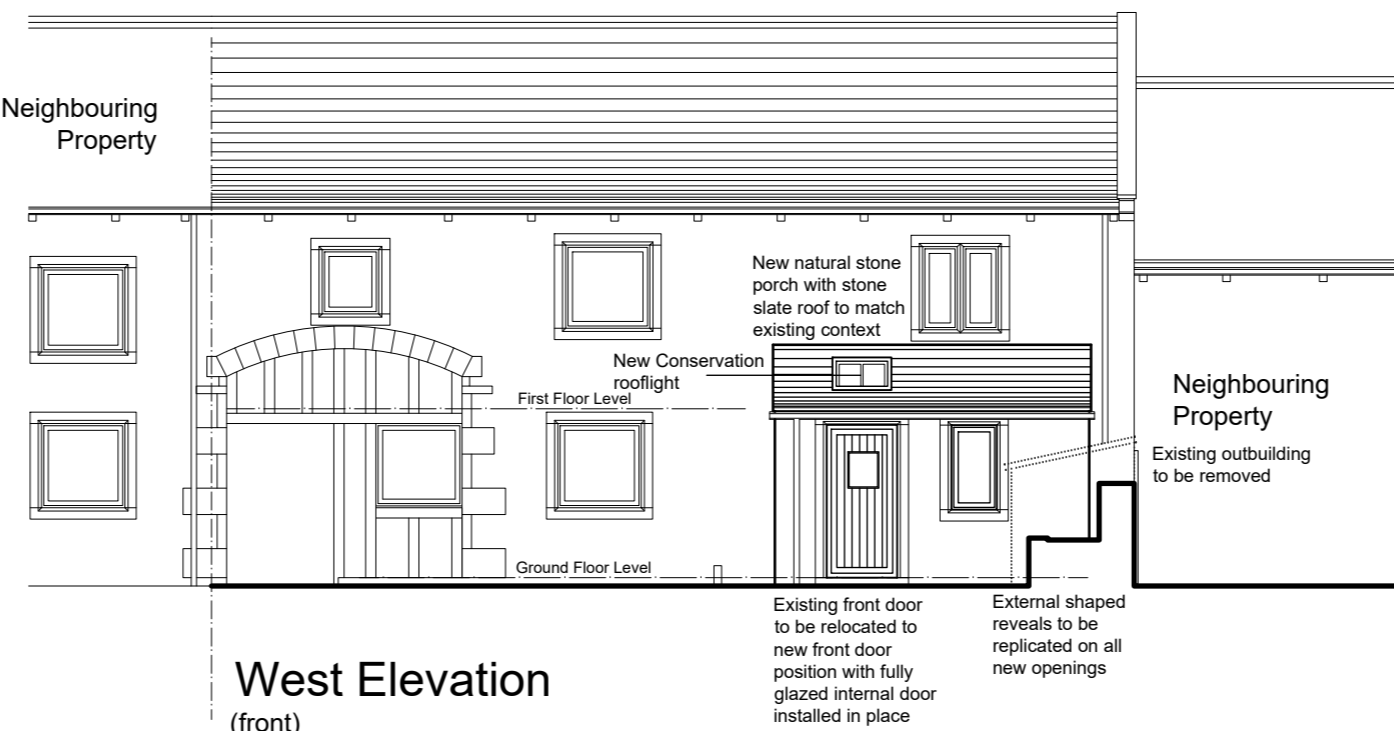 Neighbouring
Property
New natural stone
porch with stone
slate roof to match
existing context
New Conservation
rooflight
First Floor Level
Neighbouring
Property
Existing outbuilding
to be removed
Ground Floor Level
Existing front door
to be relocated to
new front door
position with fully
glazed internal door
installed in place
External shaped
reveals to be
replicated on all
new openings
West Elevation
(front)